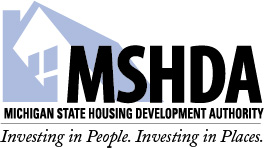 MSHDA
MICHIGAN STATE HOUSING DEVELOPMENT AUTHORITY
Investing in People. Investing in Places.